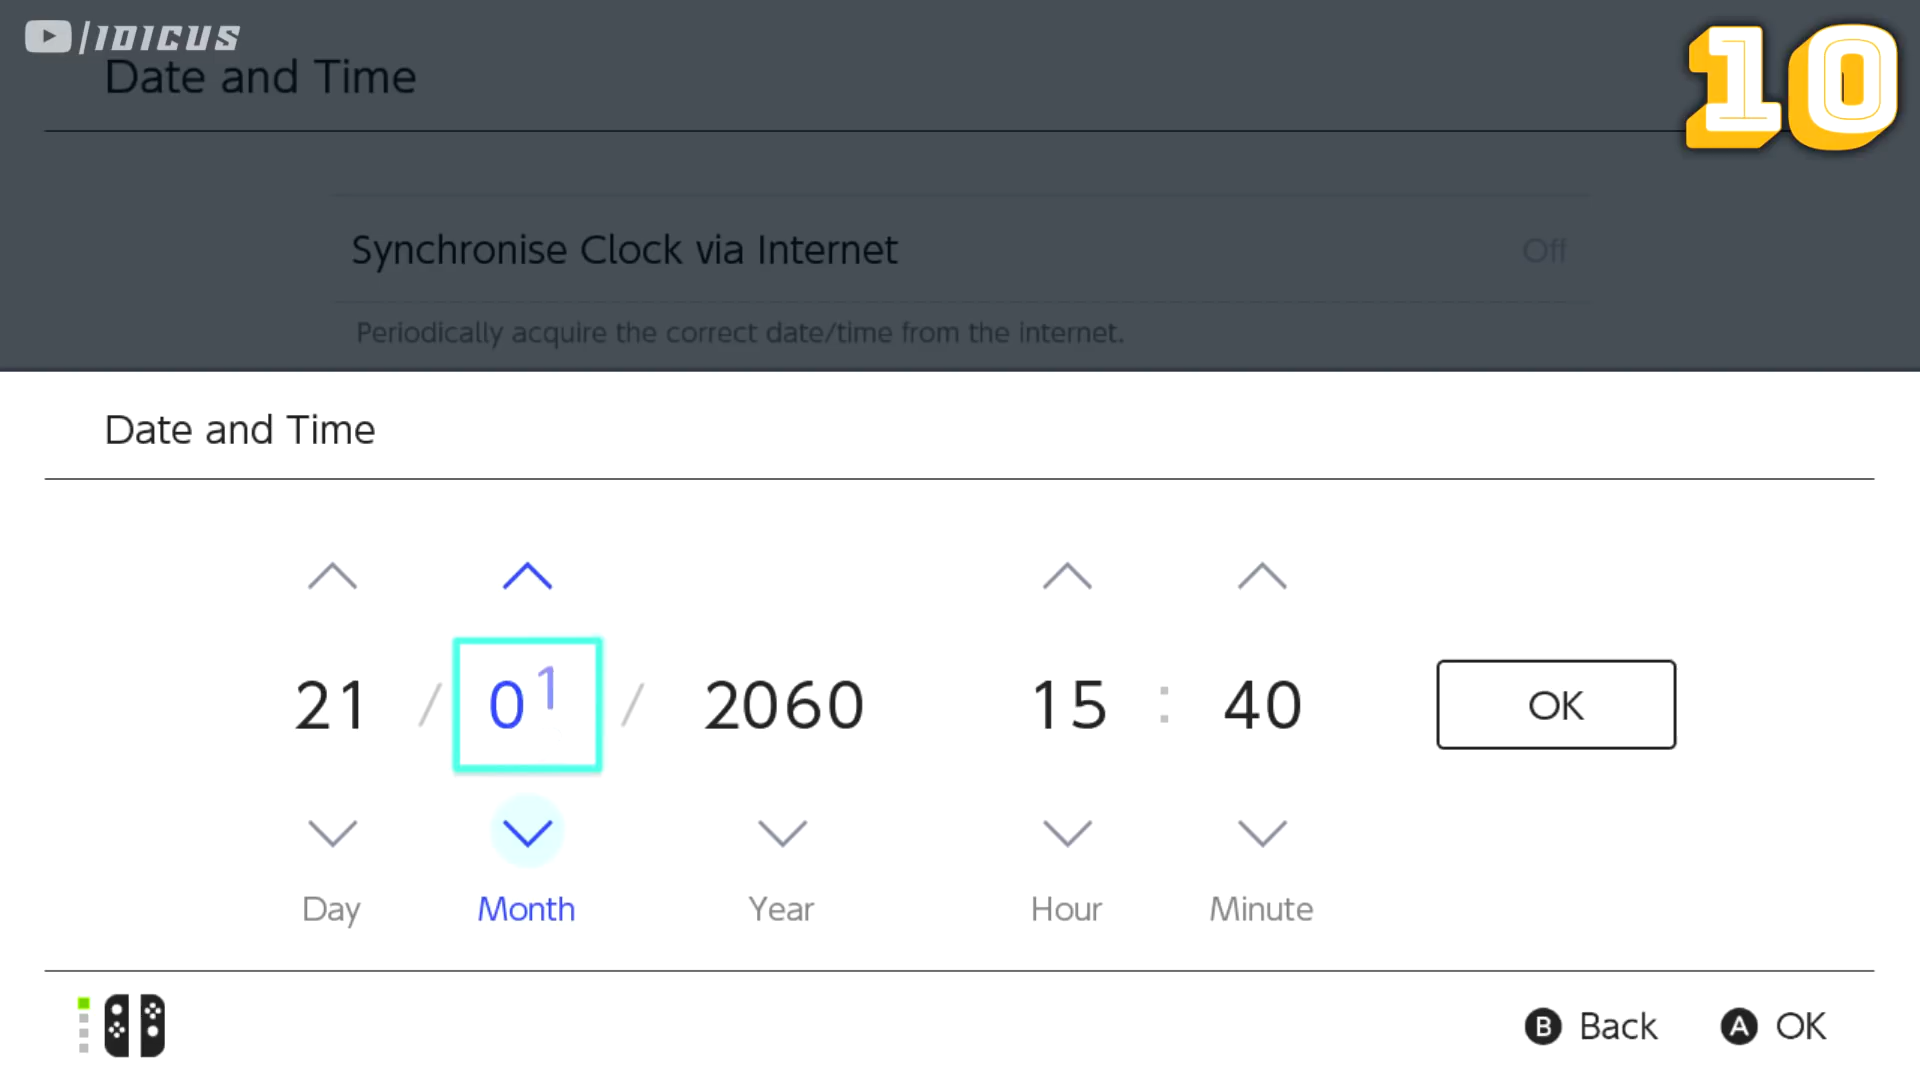 /IDICUS
10
Date and Time
Synchronise Clock via Internet Off
Periodically acquire the correct date/time from the internet.
Date and Time
21 / 01 / 2060 15 : 40 OK
Day Month Year Hour Minute
B Back A OK